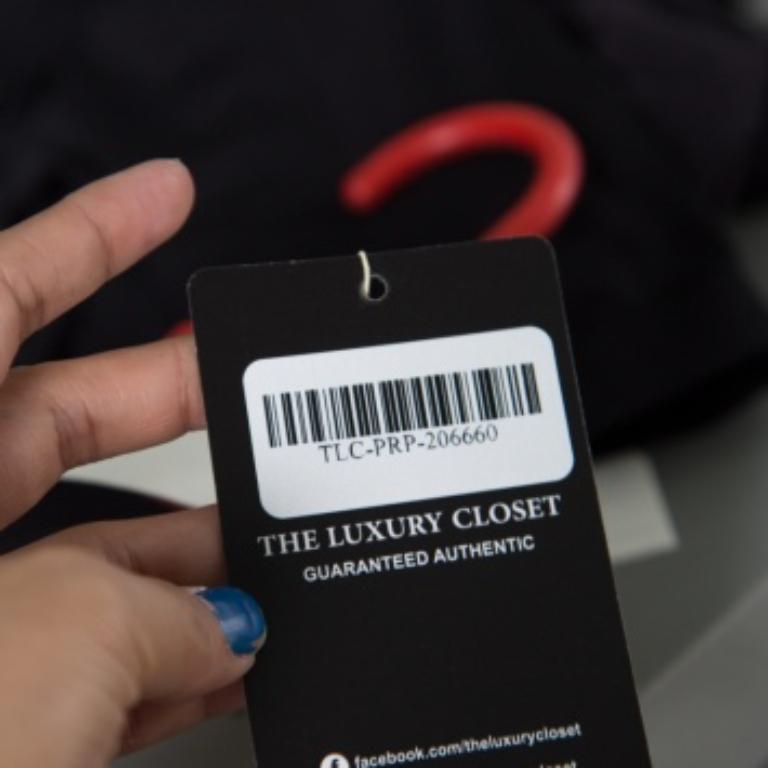 TLC-PRP-206660
THE LUXURY CLOSET
GUARANTEED AUTHENTIC
facebook.com/theluxurycloset